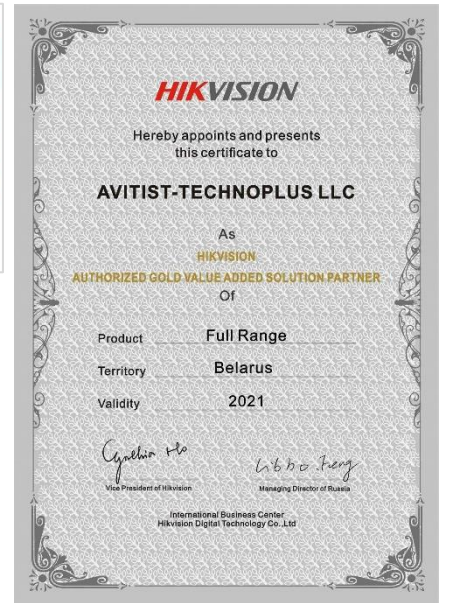 HIKVISION
Hereby appoints and presents
this certificate to
AVITIST-TECHNOPLUS LLC
As
HIKVISION
AUTHORIZED GOLD VALUE ADDED SOLUTION PARTNER
Of
Product Full Range
Territory Belarus
Validity 2021
Cynthia Ho
Vice President of Hikvision Managing Director of Russia
International Business Center
Hikvision Digital Technology Co.,Ltd